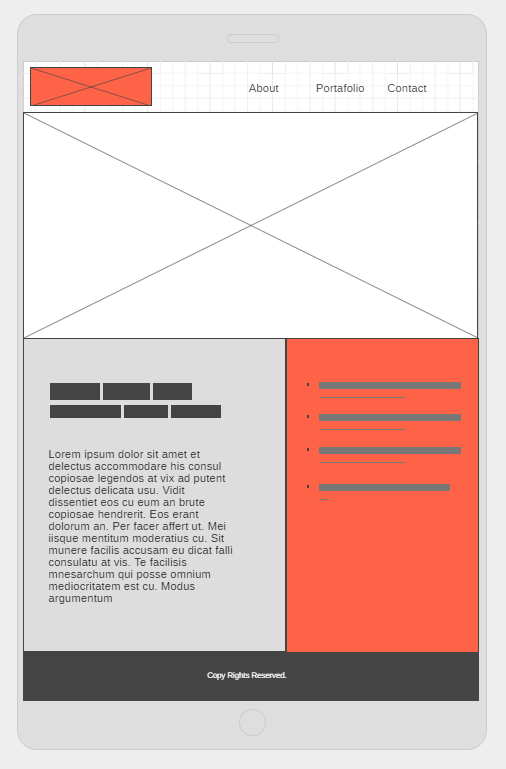 About Portafolio Contact
Lorem ipsum dolor sit amet et
delectus accommodare his consul
copiosae legendos at vix ad putent
delectus delicata usu. Vidit
dissentiet eos cu eum an brute
copiosae hendrerit. Eos erant
dolorum an. Per facer affert ut. Mei
iisque mentitum moderatius cu. Sit
munere facilis accusam eu dicat falli
consulatu at vis. Te facilisis
mnesarchum qui posse omnium
mediocritatem est cu. Modus
argumentum
Copy Rights Reserved.